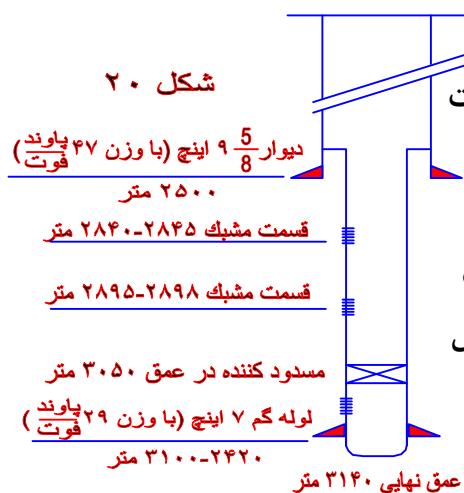 شکل ۲۰
ت
دیوار ۹ 5/8 اینچ (با وزن ۴۷ پاوند/فوت)
۲۵۰۰ متر
قسمت مشبك ۲۸۴۵-۲۸۴۰ متر
قسمت مشبك ۲۸۹۸-۲۸۹۵ متر
مسدود کننده در عمق ۳۰۵۰ متر
لوله گم ۷ اینچ (با وزن ۲۹ پاوند/فوت)
۳۱۰۰-۲۴۲۰ متر
عمق نهایی ۳۱۴۰ متر